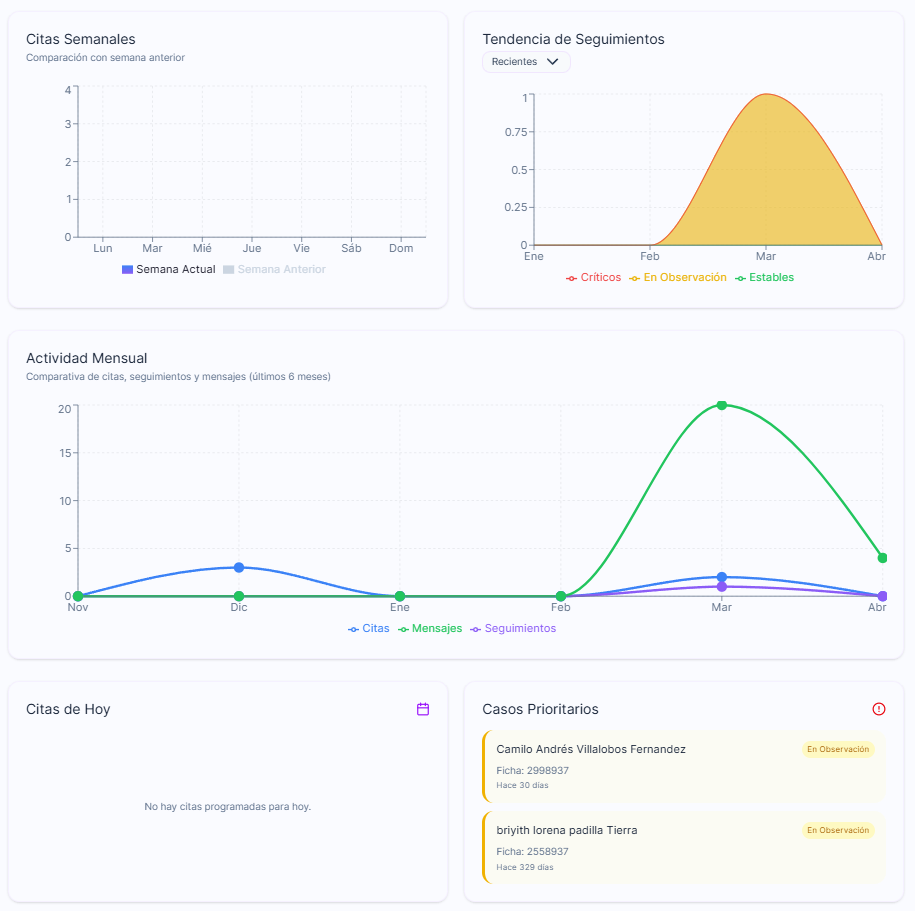 Citas Semanales
Comparación con semana anterior
4
3
2
1
0
Lun Mar Mié Jue Vie Sáb Dom
Semana Actual Semana Anterior
Tendencia de Seguimientos
Recientes
1
0.75
0.5
0.25
0
Ene Feb Mar Abr
Críticos En Observación Estables
Actividad Mensual
Comparativa de citas, seguimientos y mensajes (últimos 6 meses)
20
15
10
5
0
Nov Dic Ene Feb Mar Abr
Citas Mensajes Seguimientos
Citas de Hoy
No hay citas programadas para hoy.
Casos Prioritarios
Camilo Andrés Villalobos Fernandez En Observación
Ficha: 2998937
Hace 30 días
briyith lorena padilla Tierra En Observación
Ficha: 2558937
Hace 329 días